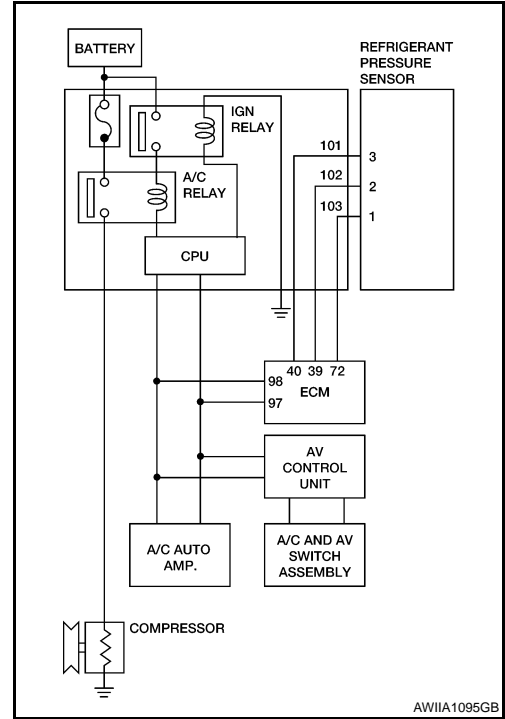 BATTERY
REFRIGERANT
PRESSURE
SENSOR
IGN
RELAY
A/C
RELAY
CPU
101
3
102
2
103
1
40 39 72
98
97
ECM
AV
CONTROL
UNIT
A/C AUTO
AMP.
A/C AND AV
SWITCH
ASSEMBLY
COMPRESSOR
AWIIA1095GB